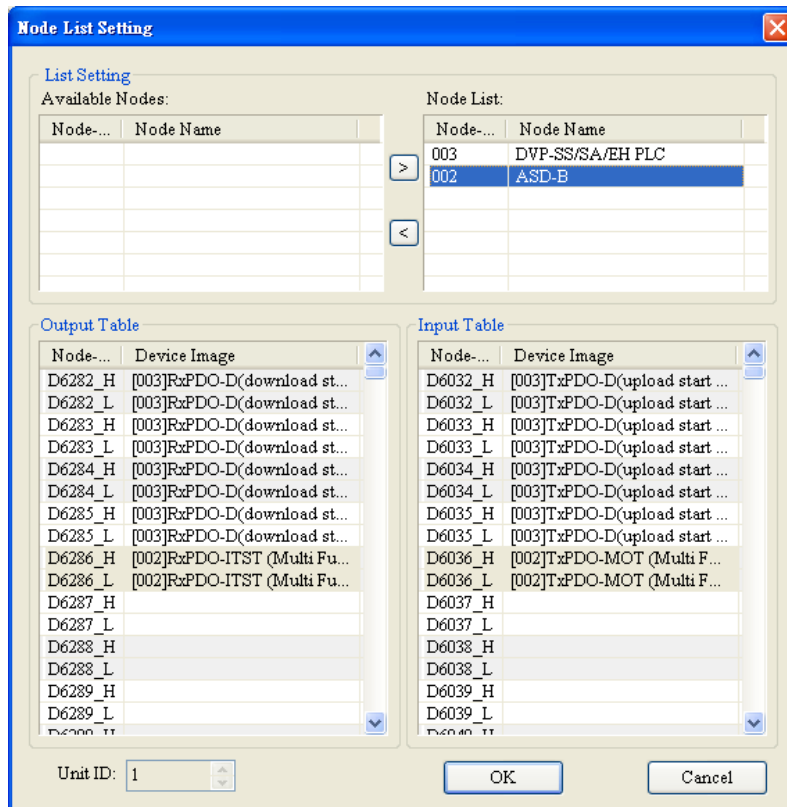 Node List Setting
List Setting
Available Nodes:
Node-... Node Name
>
<
Node List:
Node-... Node Name
003 DVP-SS/SA/EH PLC
002 ASD-B
Output Table
Node-... Device Image
D6282_H [003]RxPDO-D(download st...
D6282_L [003]RxPDO-D(download st...
D6283_H [003]RxPDO-D(download st...
D6283_L [003]RxPDO-D(download st...
D6284_H [003]RxPDO-D(download st...
D6284_L [003]RxPDO-D(download st...
D6285_H [003]RxPDO-D(download st...
D6285_L [003]RxPDO-D(download st...
D6286_H [002]RxPDO-ITST (Multi Fu...
D6286_L [002]RxPDO-ITST (Multi Fu...
D6287_H
D6287_L
D6288_H
D6288_L
D6289_H
D6289_L
Input Table
Node-... Device Image
D6032_H [003]TxPDO-D(upload start ...
D6032_L [003]TxPDO-D(upload start ...
D6033_H [003]TxPDO-D(upload start ...
D6033_L [003]TxPDO-D(upload start ...
D6034_H [003]TxPDO-D(upload start ...
D6034_L [003]TxPDO-D(upload start ...
D6035_H [003]TxPDO-D(upload start ...
D6035_L [003]TxPDO-D(upload start ...
D6036_H [002]TxPDO-MOT (Multi F...
D6036_L [002]TxPDO-MOT (Multi F...
D6037_H
D6037_L
D6038_H
D6038_L
D6039_H
D6039_L
Unit ID: 1
OK
Cancel